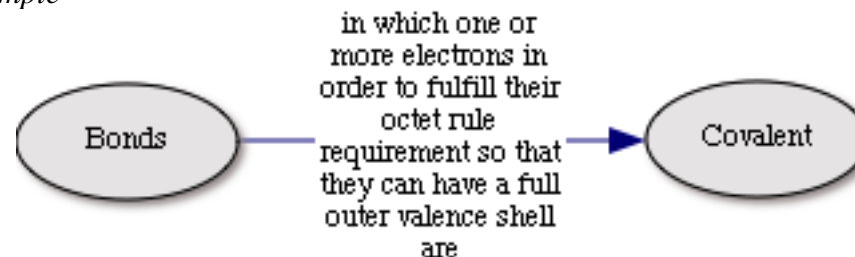 in which one or
more electrons in
order to fulfill their
octet rule
Bonds
requirement so that
they can have a full
outer valence shell
are
Covalent